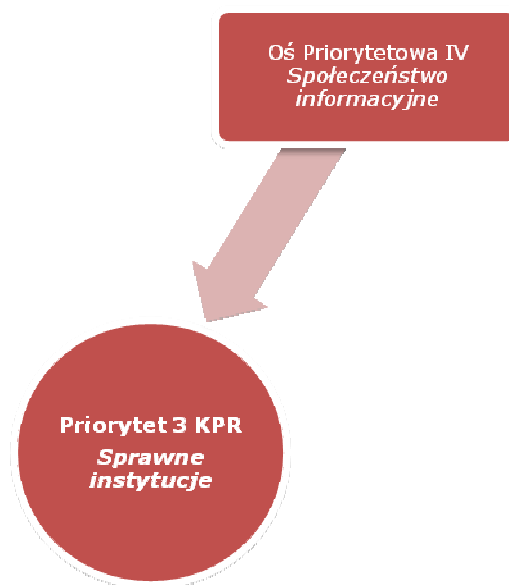 Oś Priorytetowa IV
Społeczeństwo
informacyjne
Priorytet 3 KPR
Sprawne
instytucje